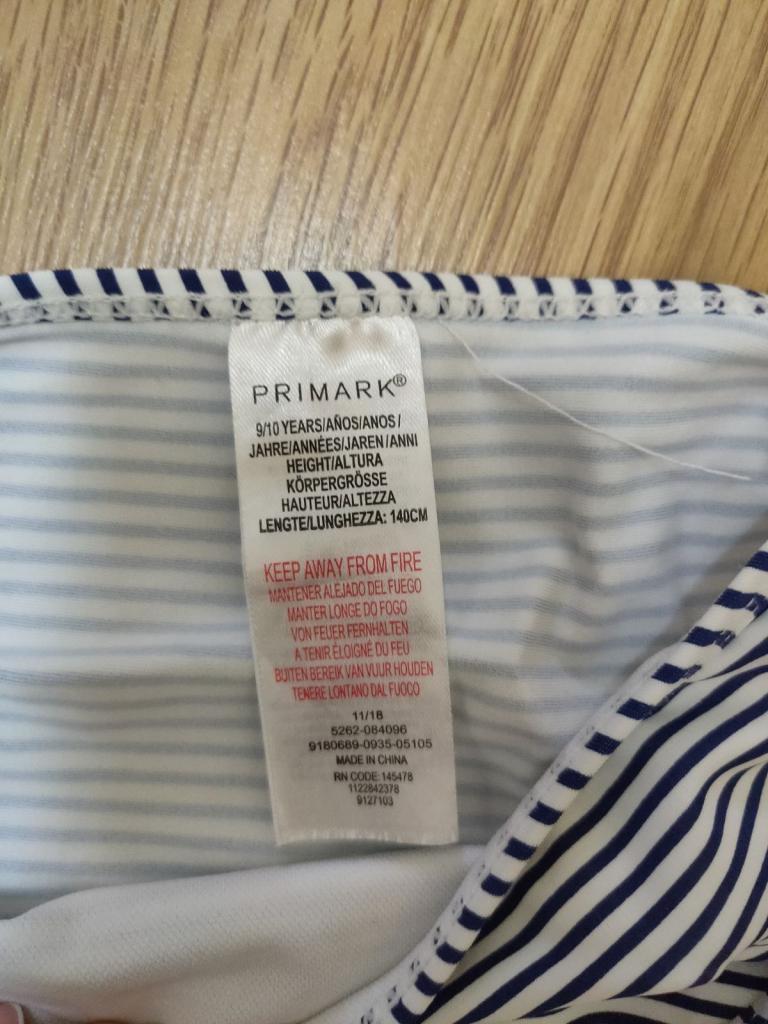 PRIMARK®
9/10 YEARS/AÑOS/ANOS/
JAHRE/ANNÉES/JAREN/ANNI
HEIGHT/ALTURA
KÖRPERGRÖSSE
HAUTEUR/ALTEZZA
LENGTE/LUNGHEZZA: 140CM
KEEP AWAY FROM FIRE
MANTENER ALEJADO DEL FUEGO
MANTER LONGE DO FOGO
VON FEUER FERNHALTEN
A TENIR ÉLOIGNÉ DU FEU
BUITEN BEREIK VAN VUUR HOUDEN
TENERE LONTANO DAL FUOCO
11/18
5262-084096
9180689-0935-05105
MADE IN CHINA
RN CODE: 145478
1122842378
9127103